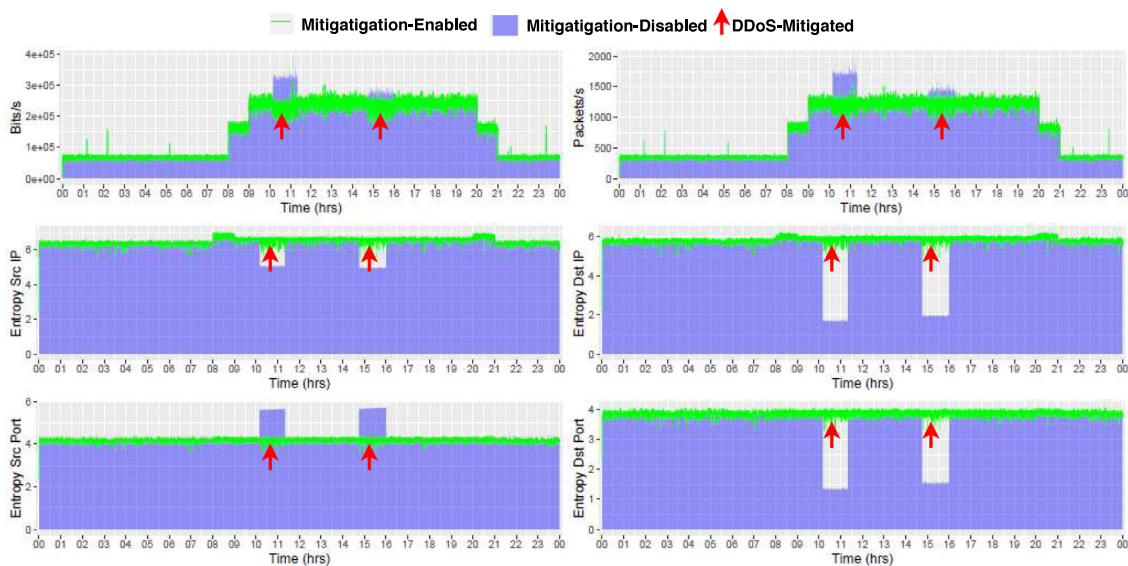 Mitigatigation-Enabled Mitigatigation-Disabled DDoS-Mitigated
Bits/s
4e+05
3e+05
2e+05
1e+05
0e+00
00 01 02 03 04 05 06 07 08 09 10 11 12 13 14 15 16 17 18 19 20 21 22 23 00
Time (hrs)
Packets/s
2000
1500
1000
500
0
00 01 02 03 04 05 06 07 08 09 10 11 12 13 14 15 16 17 18 19 20 21 22 23 00
Time (hrs)
Entropy Src IP
6
4
2
0
00 01 02 03 04 05 06 07 08 09 10 11 12 13 14 15 16 17 18 19 20 21 22 23 00
Time (hrs)
Entropy Dst IP
6
4
2
0
00 01 02 03 04 05 06 07 08 09 10 11 12 13 14 15 16 17 18 19 20 21 22 23 00
Time (hrs)
Entropy Src Port
6
4
2
0
00 01 02 03 04 05 06 07 08 09 10 11 12 13 14 15 16 17 18 19 20 21 22 23 00
Time (hrs)
Entropy Dst Port
4
3
2
1
0
00 01 02 03 04 05 06 07 08 09 10 11 12 13 14 15 16 17 18 19 20 21 22 23 00
Time (hrs)